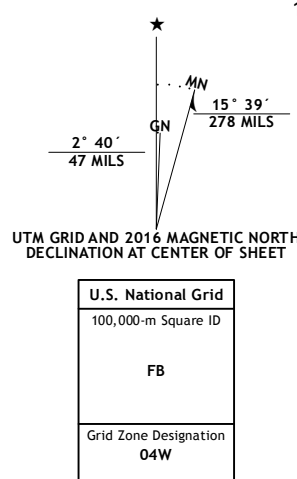 ★
MN
GN
15° 39´
278 MILS
2° 40´
47 MILS
UTM GRID AND 2016 MAGNETIC NORTH
DECLINATION AT CENTER OF SHEET
U.S. National Grid
100,000-m Square ID
FB
Grid Zone Designation
04W